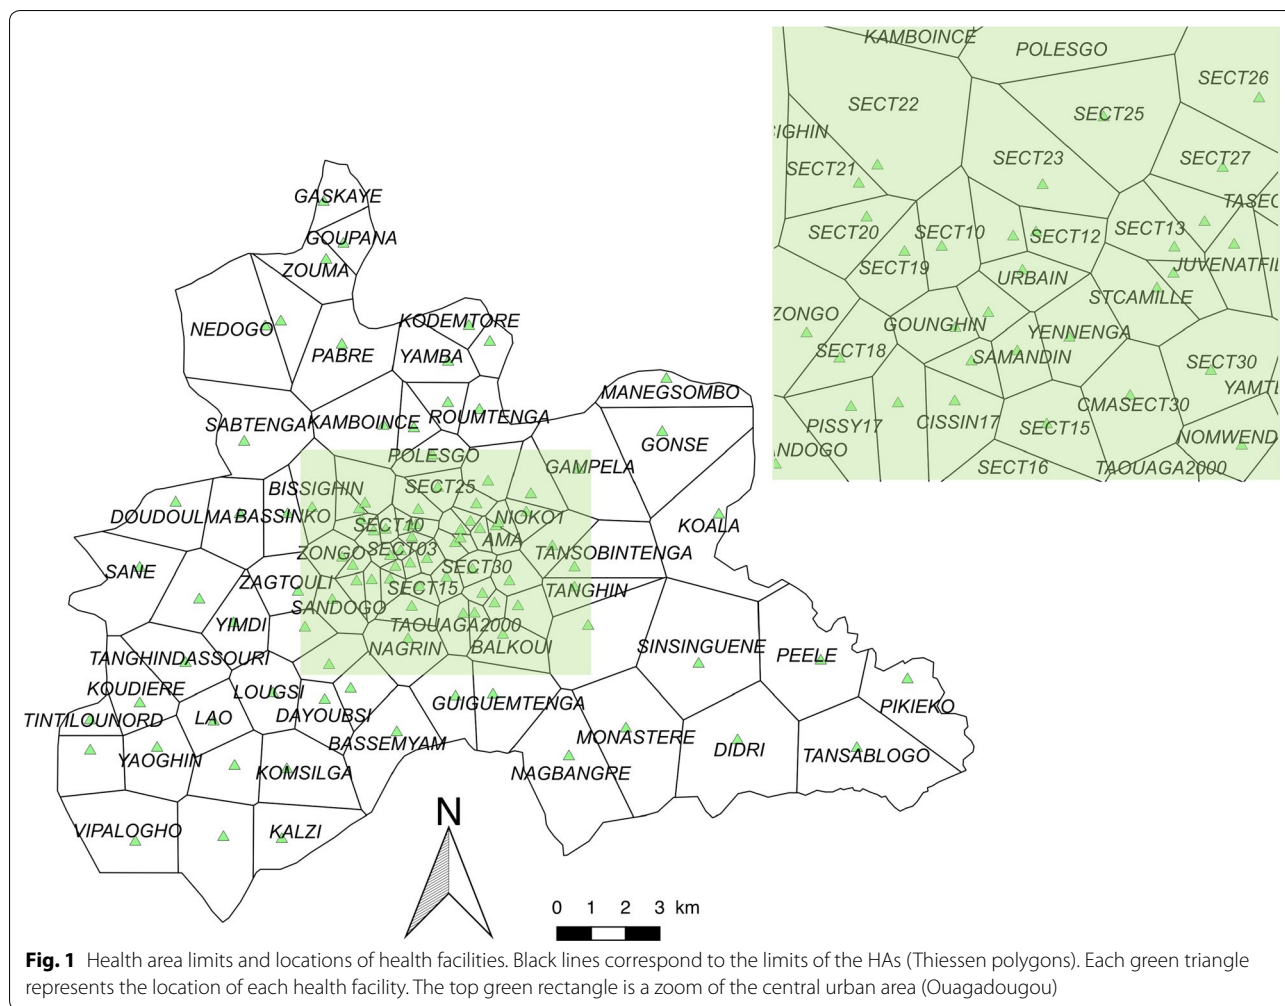 KAMBOINCE
POLESGO
SECT26
SECT22
SECT25
IGHIN
SECT23
SECT27
SECT21
TASEC
SECT20
SECT10
SECT12
SECT13
SECT19
URBAIN
JUVENATFIL
STCAMILLE
ZONGO
GOUNGHIN
YENNENGA
SECT18
SAMANDIN
SECT30
YAMTE
CMASECT30
PISSY17
CISSIN17
SECT15
NOMWEND
NDOGO
SECT16
TAOUAGA2000
GASKAYE
GOUPANA
ZOUMA
NEDOGO
KODEMTORE
PABRE
YAMBA
MANEGSOMBO
SABTENGA
KAMBOINCE
ROUMTENGA
GONSE
POLESGO
GAMPELA
BISSIGHIN
SECT25
DOUDOULMA
BASSINKO
SECT10
NIOKO1
KOALA
AMA
ZONGO
SECT03
TANSOBINTENGA
SANE
SECT30
ZAGTOULI
SECT15
TANGHIN
SANDOGO
YIMDI
TAOUAGA2000
NAGRIN
BALKOUI
SINSINGUENE
PEELE
TANGHINDASSOURI
KOUDIERE
LOUGSI
GUIGUEMTENGA
PIKIEKO
TINTILOUNORD
LAO
DAYOUBSI
BASSEMYAM
MONASTERE
DIDRI
TANSABLOGO
YAOGHIN
KOMSILGA
NAGBANGRE
VIPALOGHO
KALZI
N
0 1 2 3 km
Fig. 1 Health area limits and locations of health facilities. Black lines correspond to the limits of the HAs (Thiessen polygons). Each green triangle
represents the location of each health facility. The top green rectangle is a zoom of the central urban area (Ouagadougou)